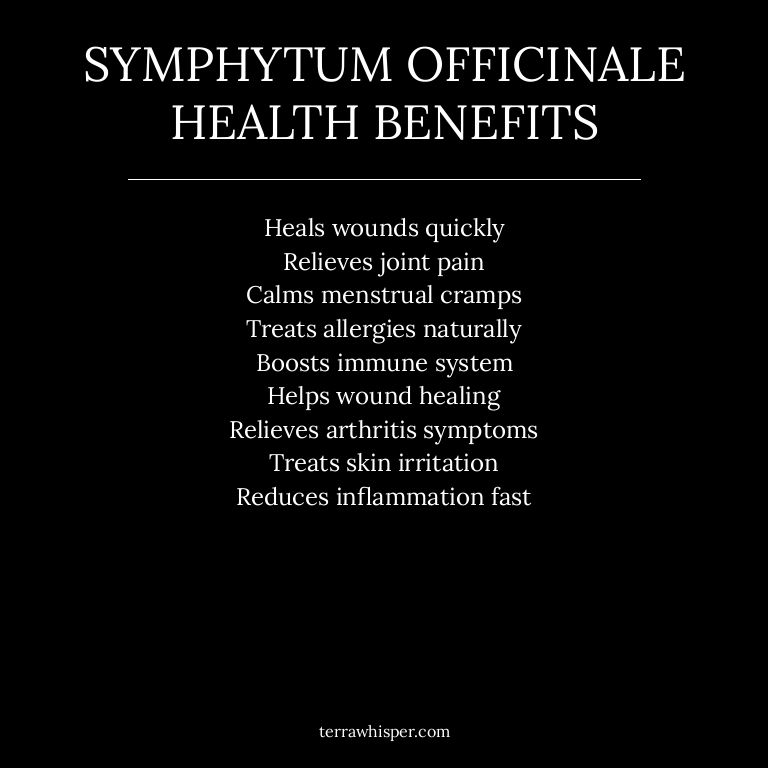 SYMPHYTUM OFFICINALE
HEALTH BENEFITS
Heals wounds quickly
Relieves joint pain
Calms menstrual cramps
Treats allergies naturally
Boosts immune system
Helps wound healing
Relieves arthritis symptoms
Treats skin irritation
Reduces inflammation fast
terrawhisper.com